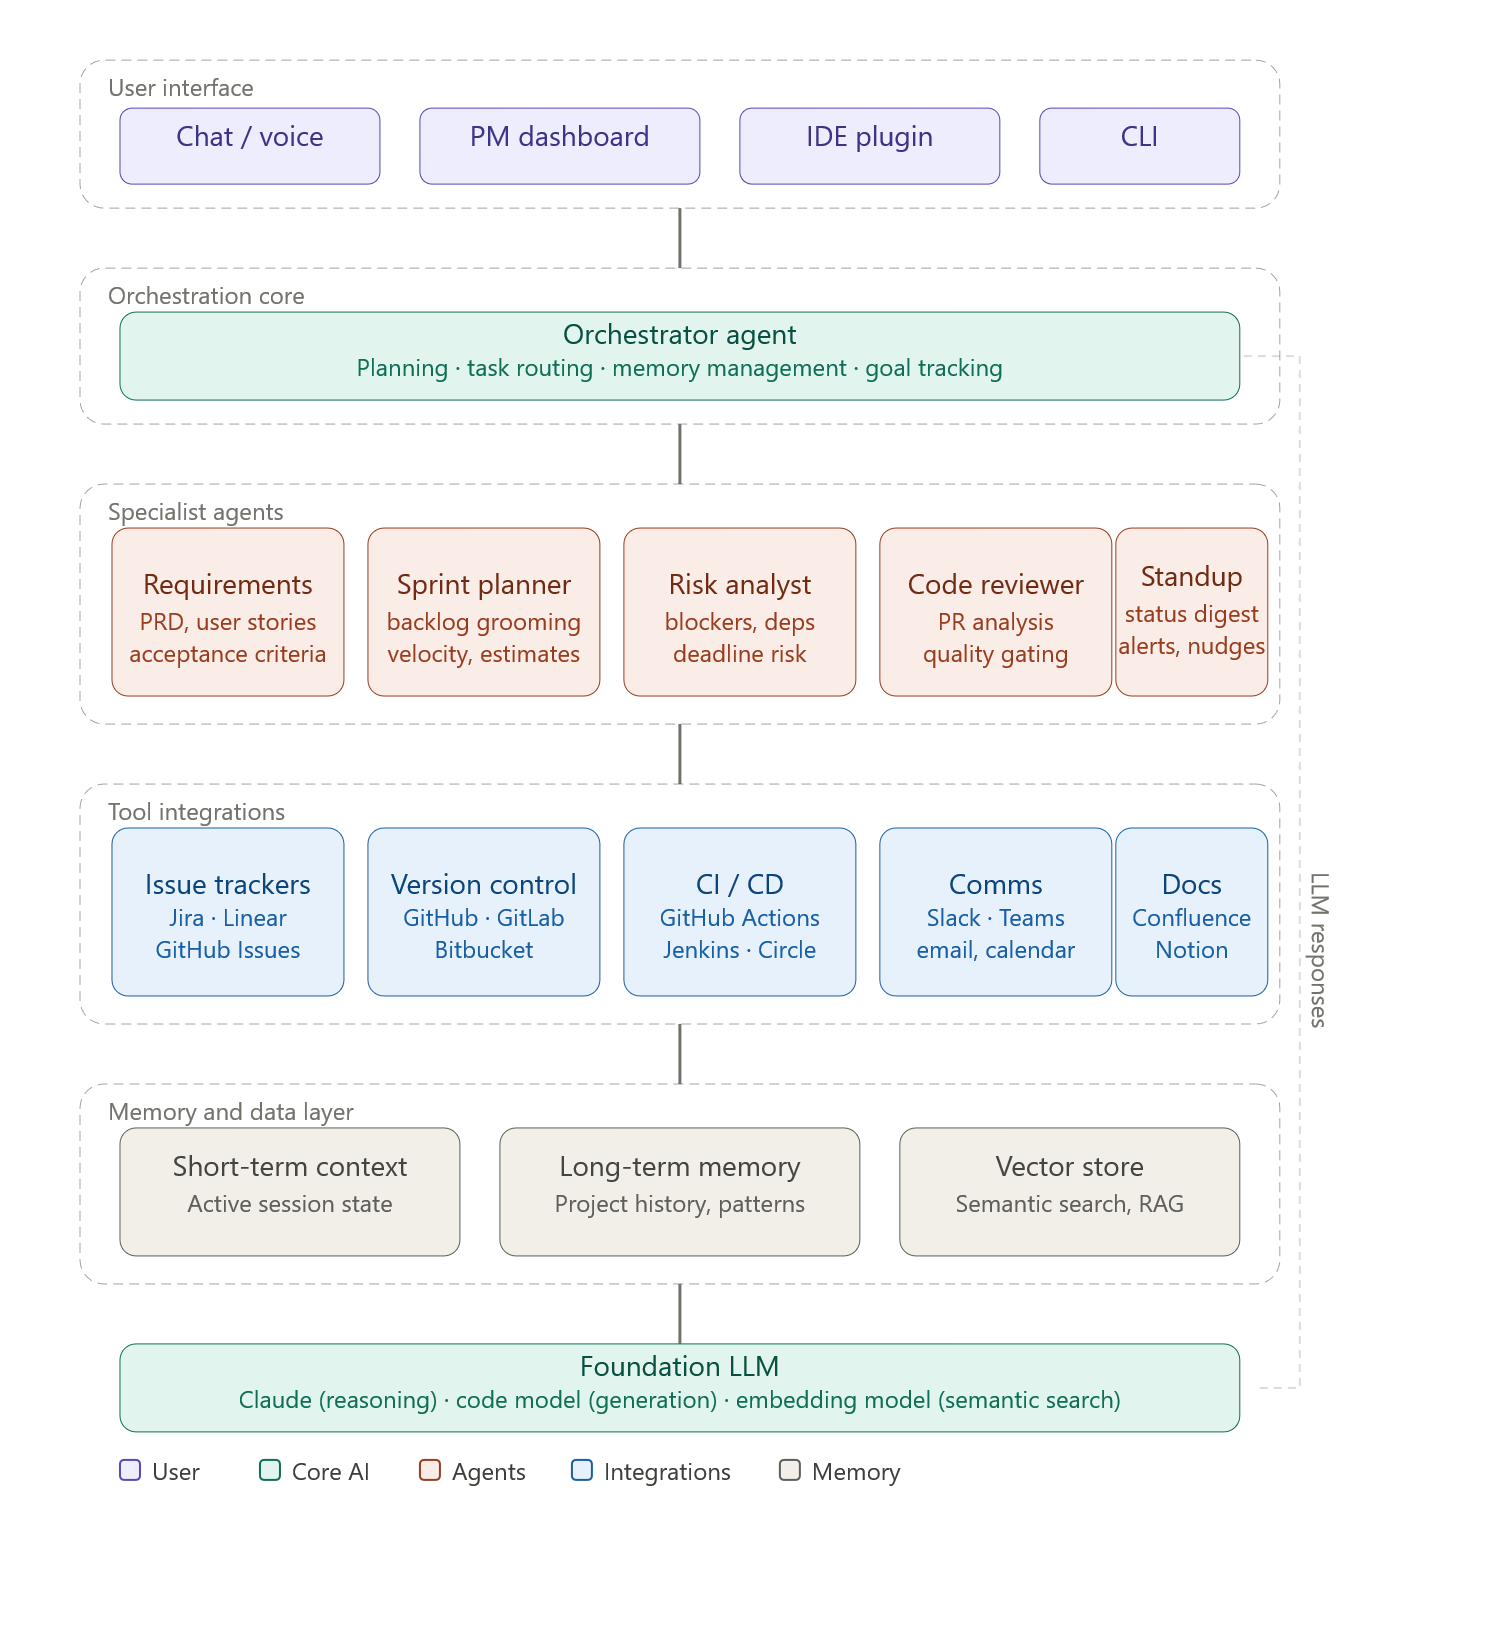 User interface
Chat / voice
PM dashboard
IDE plugin
CLI
Orchestration core
Orchestrator agent
Planning · task routing · memory management · goal tracking
Specialist agents
Requirements
PRD, user stories
acceptance criteria
Sprint planner
backlog grooming
velocity, estimates
Risk analyst
blockers, deps
deadline risk
Code reviewer
PR analysis
quality gating
Standup
status digest
alerts, nudges
Tool integrations
Issue trackers
Jira · Linear
GitHub Issues
Version control
GitHub · GitLab
Bitbucket
CI / CD
GitHub Actions
Jenkins · Circle
Comms
Slack · Teams
email, calendar
Docs
Confluence
Notion
LLM responses
Memory and data layer
Short-term context
Active session state
Long-term memory
Project history, patterns
Vector store
Semantic search, RAG
Foundation LLM
Claude (reasoning) · code model (generation) · embedding model (semantic search)
User
Core AI
Agents
Integrations
Memory